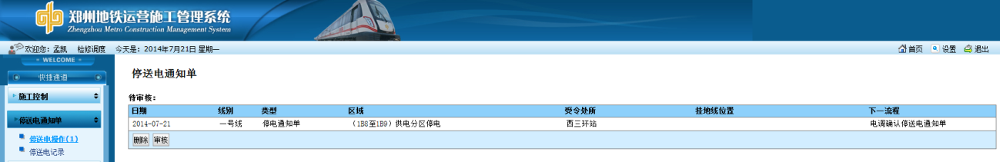 郑州地铁运营施工管理系统
Zhengzhou Metro Construction Management System
欢迎您：孟凯 检修调度 今天是：2014年7月21日 星期一 首页 设置 退出
- WELCOME -
快捷通道
施工控制
停送电通知单
停送电操作(1)
停送电记录
停送电通知单
待审核：
日期 线别 类型 区域 受令处所 挂地线位置 下一流程
2014-07-21 一号线 停电通知单 （1B8至1B9）供电分区停电 西三环站 电调确认停送电通知单
删除 审核